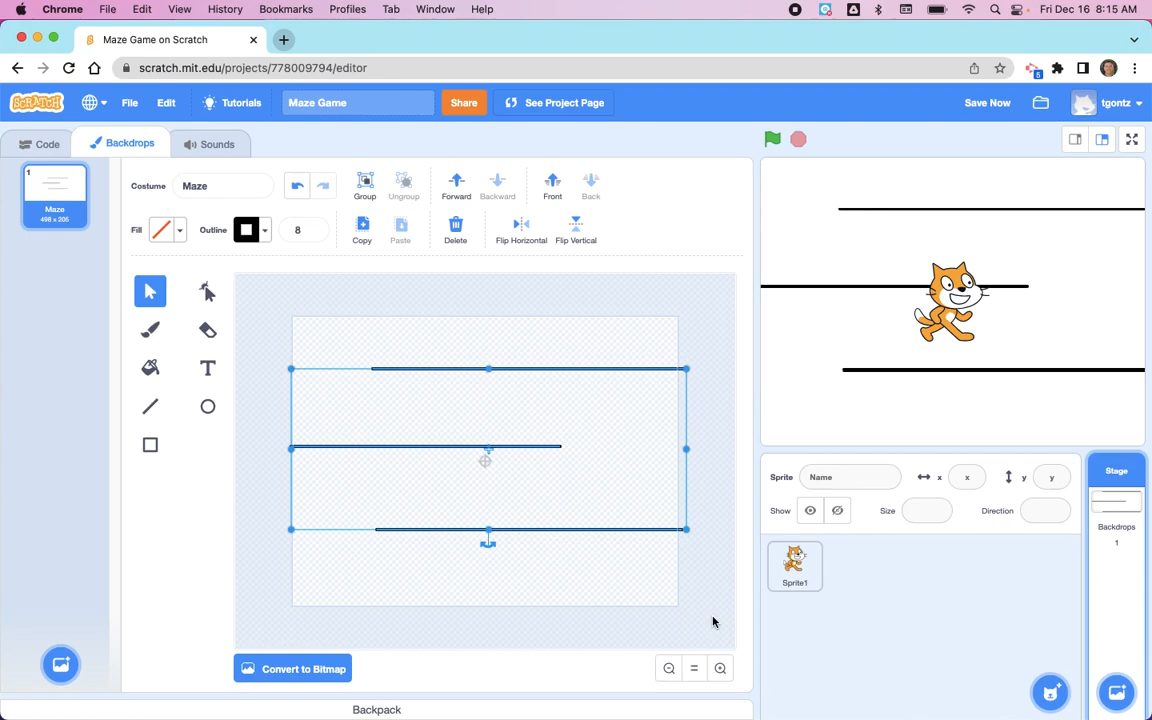 Chrome File Edit View History Bookmarks Profiles Tab Window Help Fri Dec 16 8:15 AM
Maze Game on Scratch
scratch.mit.edu/projects/778009794/editor 5
SCRATCH File Edit Tutorials Maze Game Share See Project Page Save Now tgontz
Code Backdrops Sounds
1
Maze
498 x 205
Costume Maze Group Ungroup Forward Backward Front Back
Fill Outline 8 Copy Paste Delete Flip Horizontal Flip Vertical
T
Convert to Bitmap
Backpack
Sprite Name x x y y
Show Size Direction
Sprite1
Stage
Backdrops
1